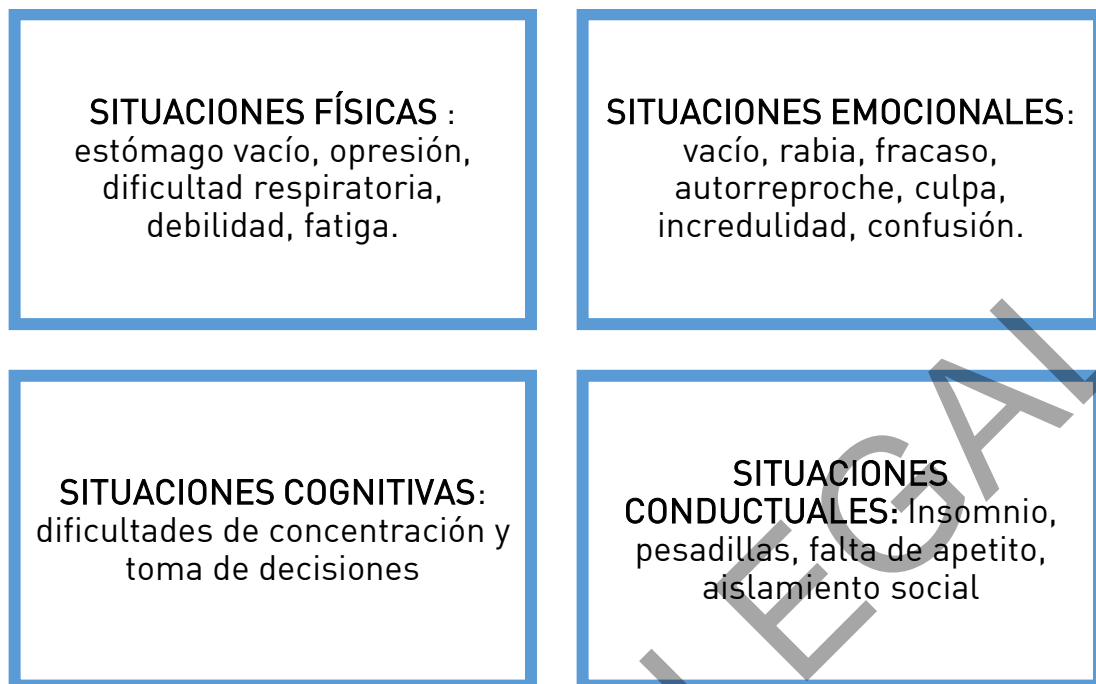 SITUACIONES FÍSICAS :
estómago vacío, opresión,
dificultad respiratoria,
debilidad, fatiga.
SITUACIONES EMOCIONALES:
vacío, rabia, fracaso,
autorreproche, culpa,
incredulidad, confusión.
SITUACIONES COGNITIVAS:
dificultades de concentración y
toma de decisiones
SITUACIONES
CONDUCTUALES: Insomnio,
pesadillas, falta de apetito,
aislamiento social
LEGAL